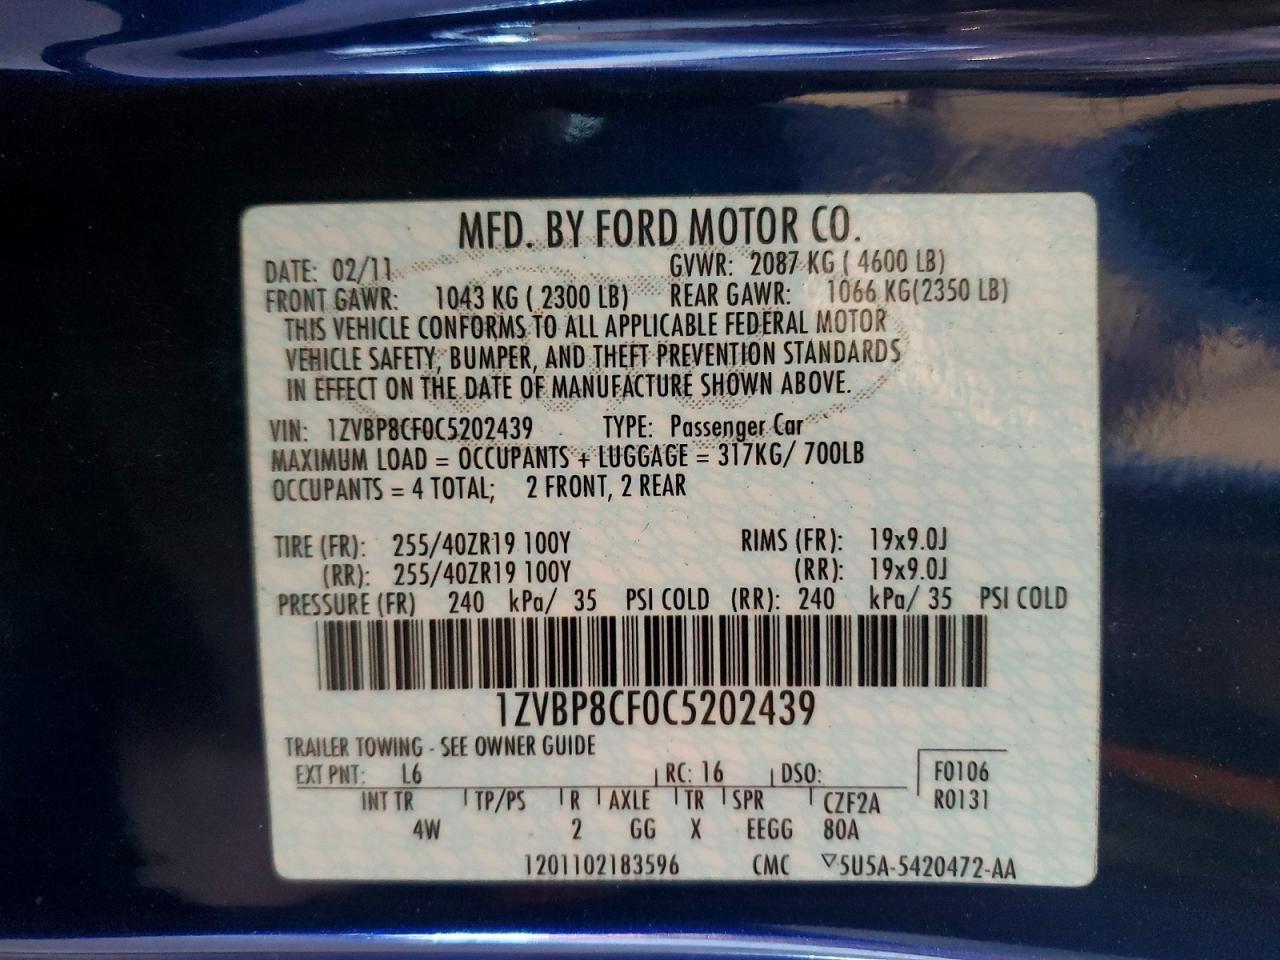 MFD. BY FORD MOTOR CO.
DATE: 02/11 GVWR: 2087 KG ( 4600 LB)
FRONT GAWR: 1043 KG ( 2300 LB) REAR GAWR: 1066 KG(2350 LB)
THIS VEHICLE CONFORMS TO ALL APPLICABLE FEDERAL MOTOR
VEHICLE SAFETY, BUMPER, AND THEFT PREVENTION STANDARDS
IN EFFECT ON THE DATE OF MANUFACTURE SHOWN ABOVE.
VIN: 1ZVBP8CF0C5202439 TYPE: Passenger Car
MAXIMUM LOAD = OCCUPANTS + LUGGAGE = 317KG/ 700LB
OCCUPANTS = 4 TOTAL; 2 FRONT, 2 REAR
TIRE (FR): 255/40ZR19 100Y RIMS (FR): 19x9.0J
(RR): 255/40ZR19 100Y (RR): 19x9.0J
PRESSURE (FR) 240 kPa/ 35 PSI COLD (RR): 240 kPa/ 35 PSI COLD
1ZVBP8CF0C5202439
TRAILER TOWING - SEE OWNER GUIDE
EXT PNT: L6 RC: 16 DSO: F0106
INT TR TP/PS R AXLE TR SPR CZF2A R0131
4W 2 GG X EEGG 80A
1201102183596 CMC ▽5U5A-5420472-AA